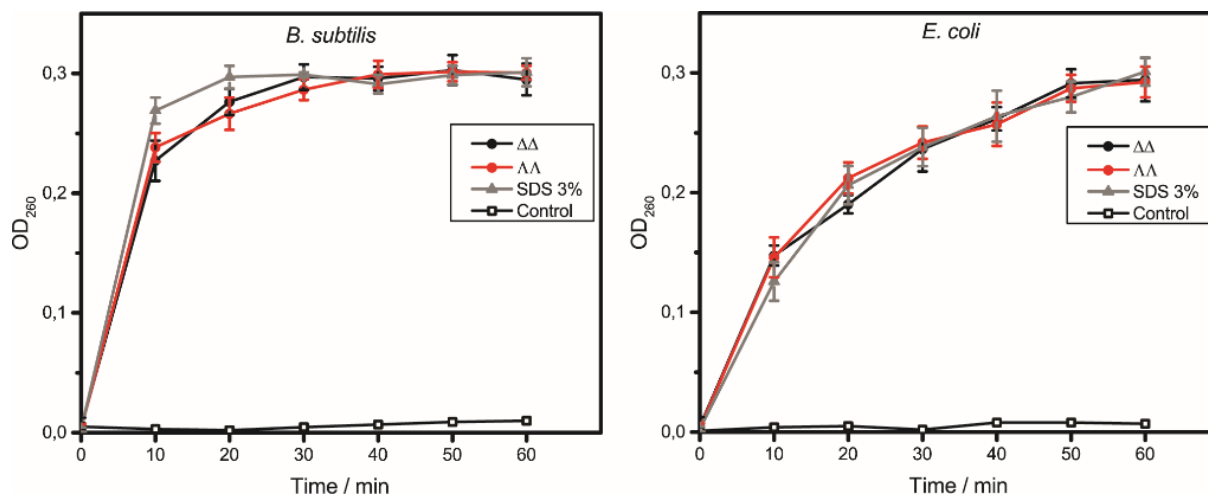 B. subtilis
0,3
0,2
0,1
0,0
OD260
0 10 20 30 40 50 60
Time / min
ΔΔ
ΛΛ
SDS 3%
Control
E. coli
0,3
0,2
0,1
0,0
OD260
0 10 20 30 40 50 60
Time / min
ΔΔ
ΛΛ
SDS 3%
Control